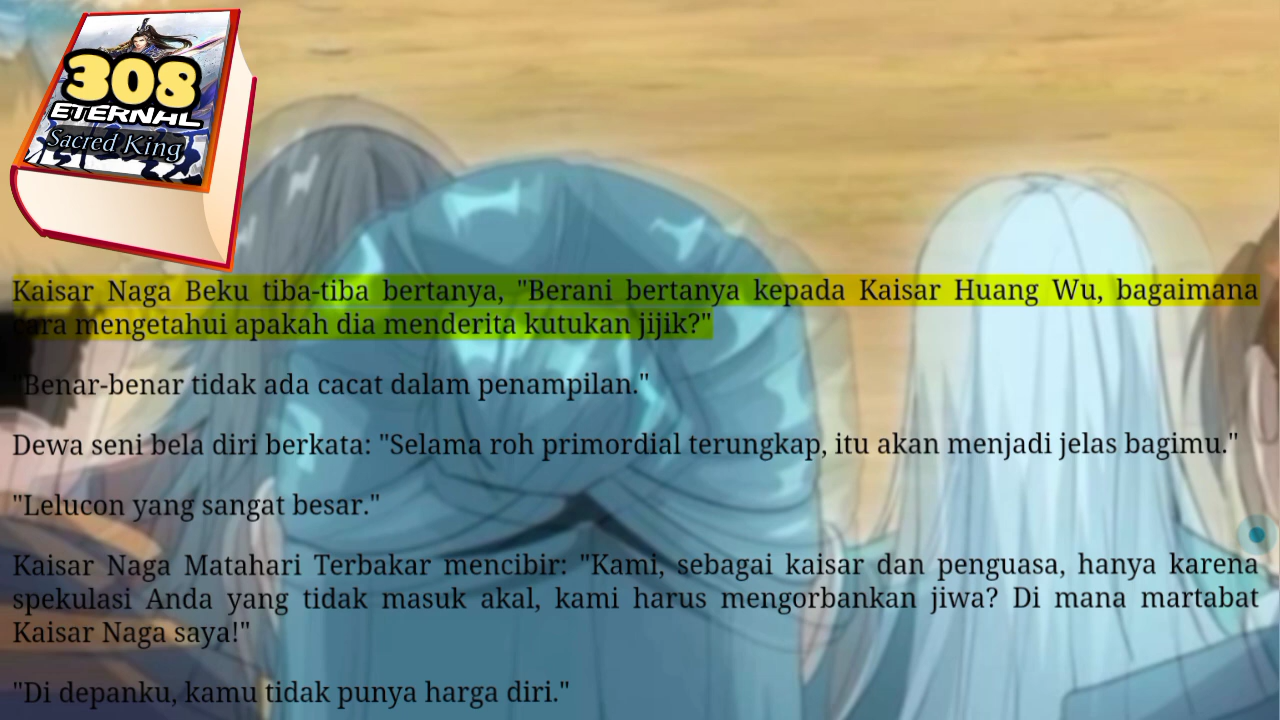 308
ETERNAL
Sacred King
Kaisar Naga Beku tiba-tiba bertanya, "Berani bertanya kepada Kaisar Huang Wu, bagaimana
cara mengetahui apakah dia menderita kutukan jijik?"
"Benar-benar tidak ada cacat dalam penampilan."
Dewa seni bela diri berkata: "Selama roh primordial terungkap, itu akan menjadi jelas bagimu."
"Lelucon yang sangat besar."
Kaisar Naga Matahari Terbakar mencibir: "Kami, sebagai kaisar dan penguasa, hanya karena
spekulasi Anda yang tidak masuk akal, kami harus mengorbankan jiwa? Di mana martabat
Kaisar Naga saya!"
"Di depanku, kamu tidak punya harga diri."